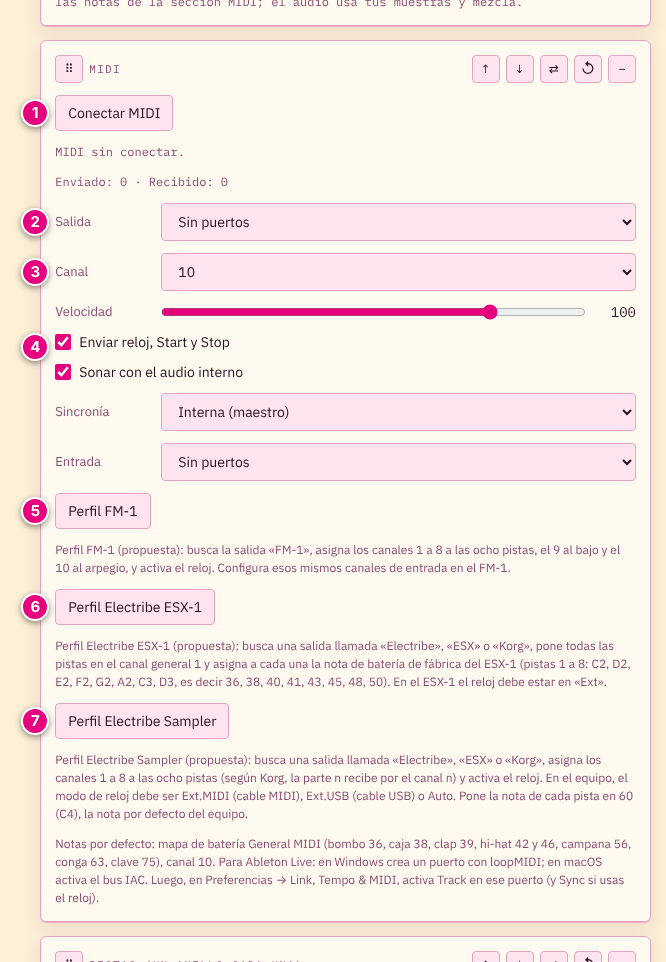 las notas de la sección MIDI; el audio usa tus muestras y mezcla.
MIDI
↑ ↓ ⇄ −
1 Conectar MIDI
MIDI sin conectar.
Enviado: 0 · Recibido: 0
2 Salida Sin puertos
3 Canal 10
Velocidad 100
4 Enviar reloj, Start y Stop
Sonar con el audio interno
Sincronía Interna (maestro)
Entrada Sin puertos
5 Perfil FM-1
Perfil FM-1 (propuesta): busca la salida «FM-1», asigna los canales 1 a 8 a las ocho pistas, el 9 al bajo y el
10 al arpegio, y activa el reloj. Configura esos mismos canales de entrada en el FM-1.
6 Perfil Electribe ESX-1
Perfil Electribe ESX-1 (propuesta): busca una salida llamada «Electribe», «ESX» o «Korg», pone todas las
pistas en el canal general 1 y asigna a cada una la nota de batería de fábrica del ESX-1 (pistas 1 a 8: C2, D2,
E2, F2, G2, A2, C3, D3, es decir 36, 38, 40, 41, 43, 45, 48, 50). En el ESX-1 el reloj debe estar en «Ext».
7 Perfil Electribe Sampler
Perfil Electribe Sampler (propuesta): busca una salida llamada «Electribe», «ESX» o «Korg», asigna los
canales 1 a 8 a las ocho pistas (según Korg, la parte n recibe por el canal n) y activa el reloj. En el equipo, el
modo de reloj debe ser Ext.MIDI (cable MIDI), Ext.USB (cable USB) o Auto. Pone la nota de cada pista en 60
(C4), la nota por defecto del equipo.
Notas por defecto: mapa de batería General MIDI (bombo 36, caja 38, clap 39, hi-hat 42 y 46, campana 56,
conga 63, clave 75), canal 10. Para Ableton Live: en Windows crea un puerto con loopMIDI; en macOS
activa el bus IAC. Luego, en Preferencias → Link, Tempo & MIDI, activa Track en ese puerto (y Sync si usas
el reloj).